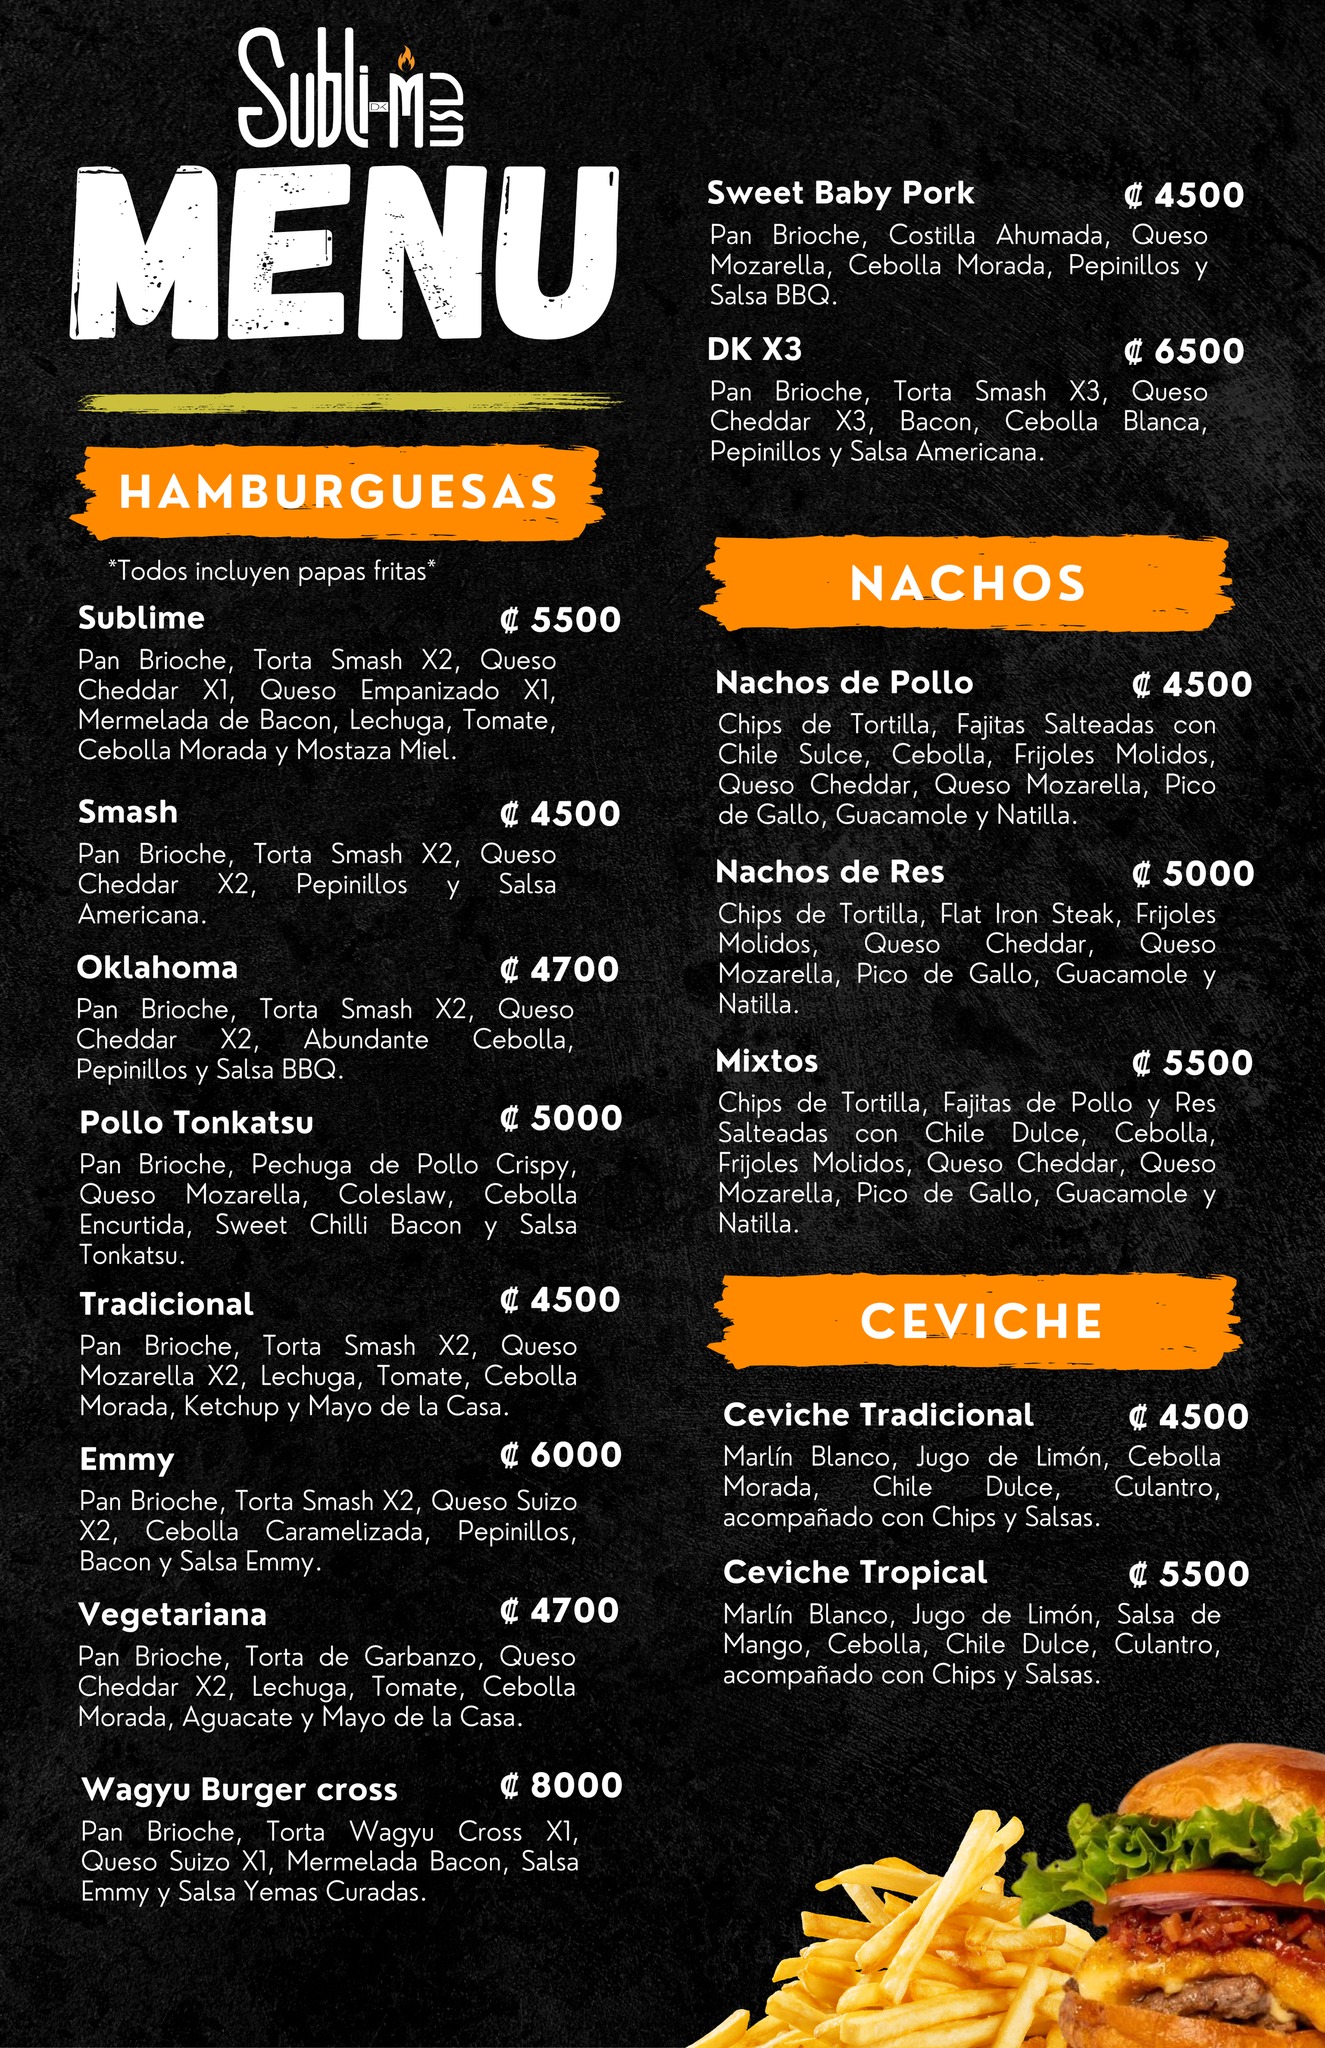 Subli-M
DK
USD
MENU
HAMBURGUESAS
*Todos incluyen papas fritas*
Sublime ₡ 5500
Pan Brioche, Torta Smash X2, Queso
Cheddar X1, Queso Empanizado X1,
Mermelada de Bacon, Lechuga, Tomate,
Cebolla Morada y Mostaza Miel.
Smash ₡ 4500
Pan Brioche, Torta Smash X2, Queso
Cheddar X2, Pepinillos y Salsa
Americana.
Oklahoma ₡ 4700
Pan Brioche, Torta Smash X2, Queso
Cheddar X2, Abundante Cebolla,
Pepinillos y Salsa BBQ.
Pollo Tonkatsu ₡ 5000
Pan Brioche, Pechuga de Pollo Crispy,
Queso Mozarella, Coleslaw, Cebolla
Encurtida, Sweet Chilli Bacon y Salsa
Tonkatsu.
Tradicional ₡ 4500
Pan Brioche, Torta Smash X2, Queso
Mozarella X2, Lechuga, Tomate, Cebolla
Morada, Ketchup y Mayo de la Casa.
Emmy ₡ 6000
Pan Brioche, Torta Smash X2, Queso Suizo
X2, Cebolla Caramelizada, Pepinillos,
Bacon y Salsa Emmy.
Vegetariana ₡ 4700
Pan Brioche, Torta de Garbanzo, Queso
Cheddar X2, Lechuga, Tomate, Cebolla
Morada, Aguacate y Mayo de la Casa.
Wagyu Burger cross ₡ 8000
Pan Brioche, Torta Wagyu Cross X1,
Queso Suizo X1, Mermelada Bacon, Salsa
Emmy y Salsa Yemas Curadas.
Sweet Baby Pork ₡ 4500
Pan Brioche, Costilla Ahumada, Queso
Mozarella, Cebolla Morada, Pepinillos y
Salsa BBQ.
DK X3 ₡ 6500
Pan Brioche, Torta Smash X3, Queso
Cheddar X3, Bacon, Cebolla Blanca,
Pepinillos y Salsa Americana.
NACHOS
Nachos de Pollo ₡ 4500
Chips de Tortilla, Fajitas Salteadas con
Chile Sulce, Cebolla, Frijoles Molidos,
Queso Cheddar, Queso Mozarella, Pico
de Gallo, Guacamole y Natilla.
Nachos de Res ₡ 5000
Chips de Tortilla, Flat Iron Steak, Frijoles
Molidos, Queso Cheddar, Queso
Mozarella, Pico de Gallo, Guacamole y
Natilla.
Mixtos ₡ 5500
Chips de Tortilla, Fajitas de Pollo y Res
Salteadas con Chile Dulce, Cebolla,
Frijoles Molidos, Queso Cheddar, Queso
Mozarella, Pico de Gallo, Guacamole y
Natilla.
CEVICHE
Ceviche Tradicional ₡ 4500
Marlín Blanco, Jugo de Limón, Cebolla
Morada, Chile Dulce, Culantro,
acompañado con Chips y Salsas.
Ceviche Tropical ₡ 5500
Marlín Blanco, Jugo de Limón, Salsa de
Mango, Cebolla, Chile Dulce, Culantro,
acompañado con Chips y Salsas.